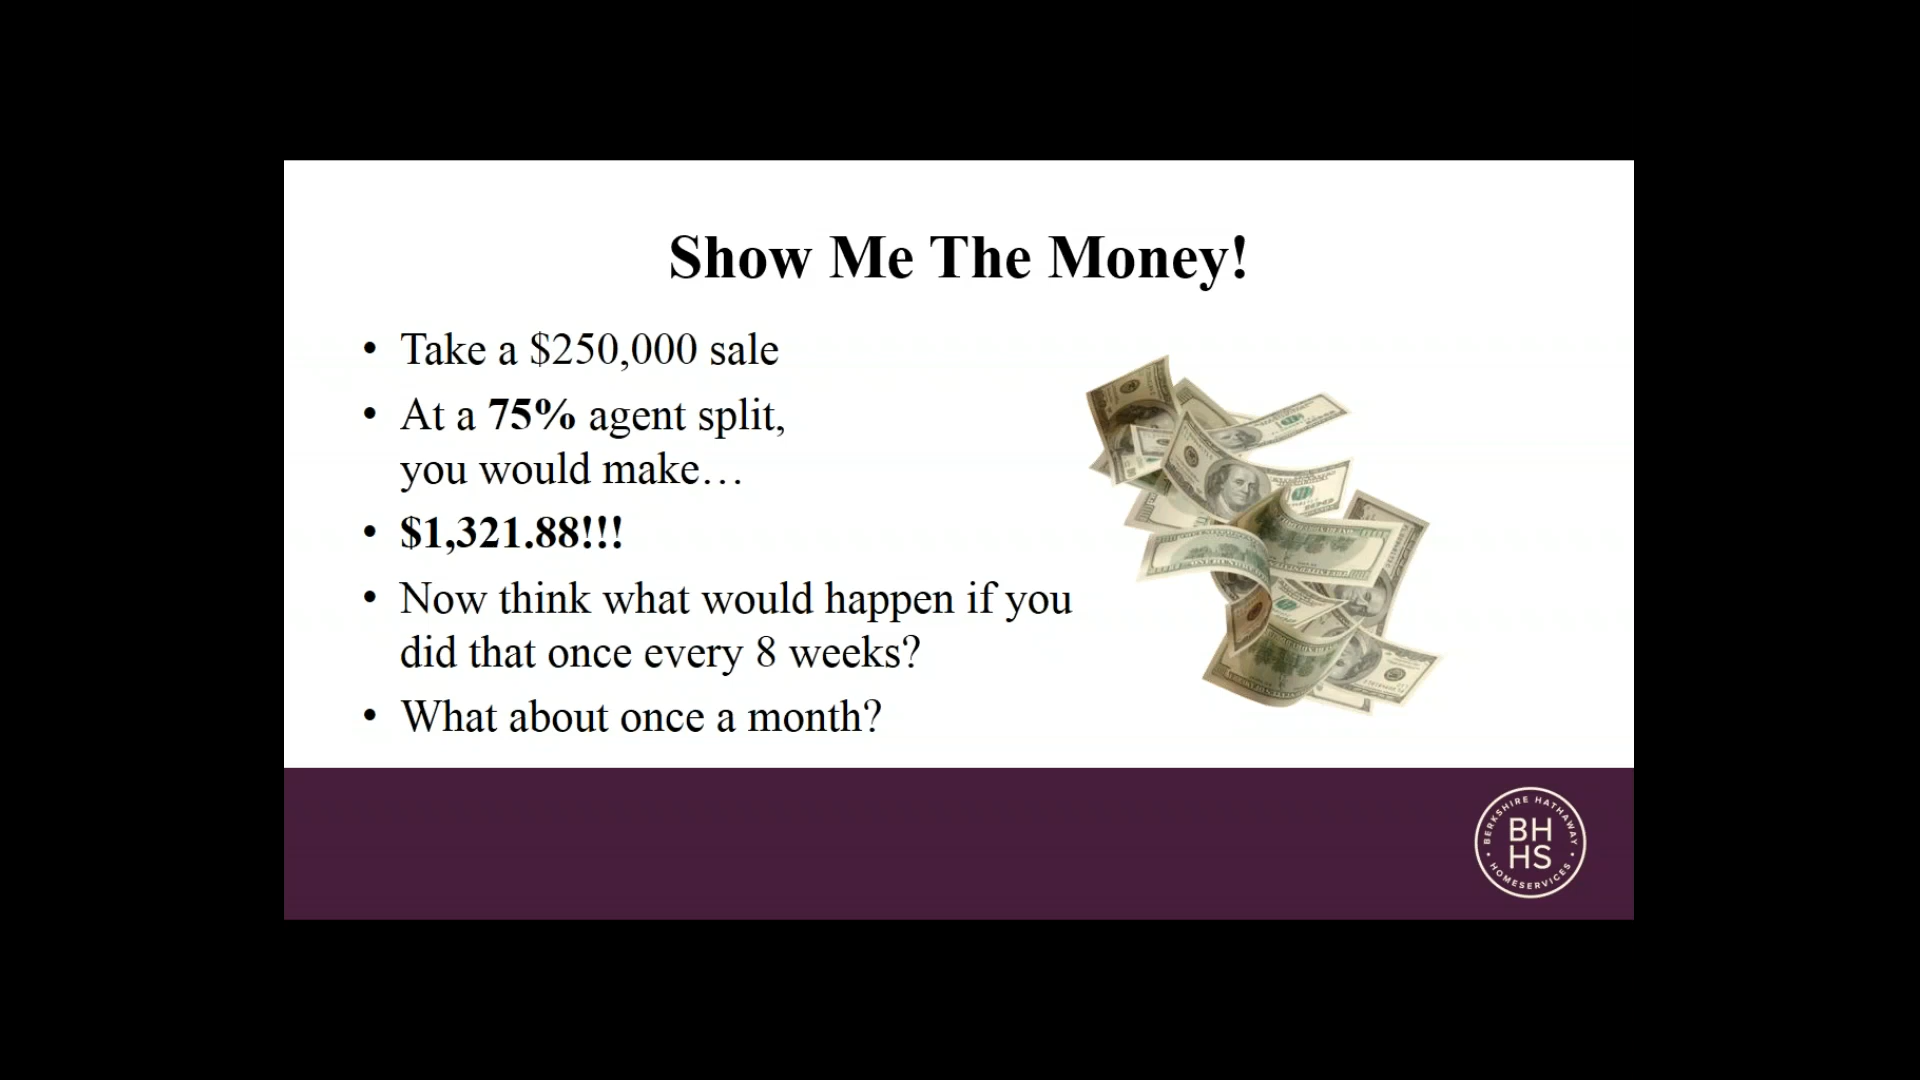 Show Me The Money!
• Take a $250,000 sale
• At a 75% agent split,
you would make…
• $1,321.88!!!
• Now think what would happen if you
did that once every 8 weeks?
• What about once a month?
BERKSHIRE HATHAWAY
BH
HS
HOMESERVICES